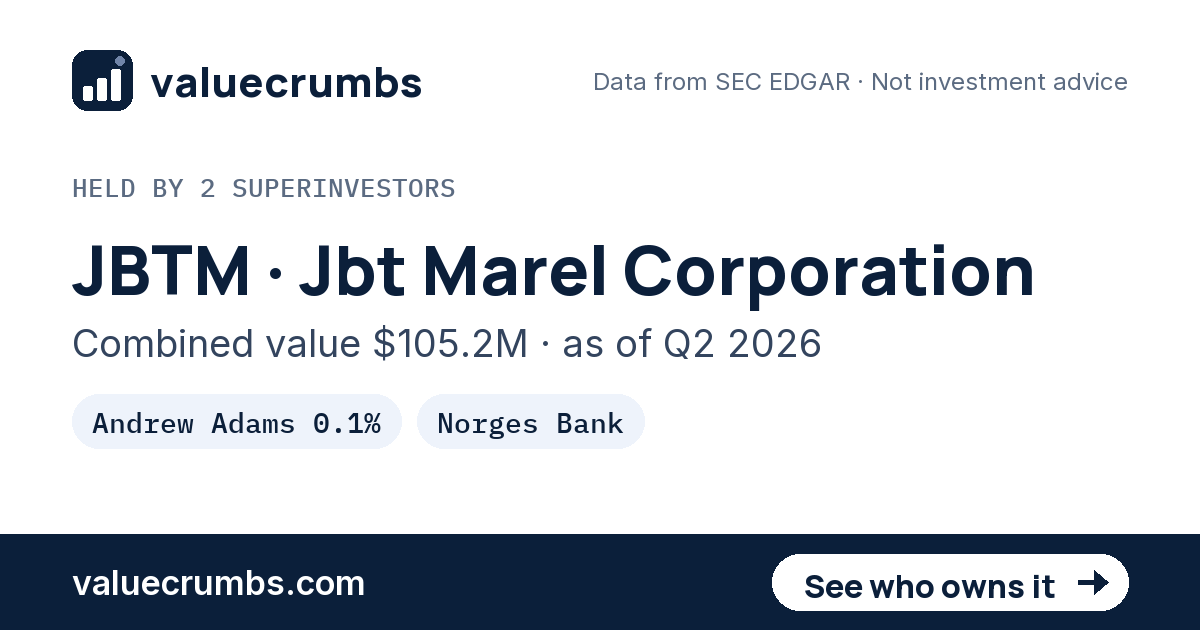 valuecrumbs
Data from SEC EDGAR · Not investment advice
HELD BY 2 SUPERINVESTORS
JBTM · Jbt Marel Corporation
Combined value $105.2M · as of Q2 2026
Andrew Adams 0.1%
Norges Bank
valuecrumbs.com
See who owns it →